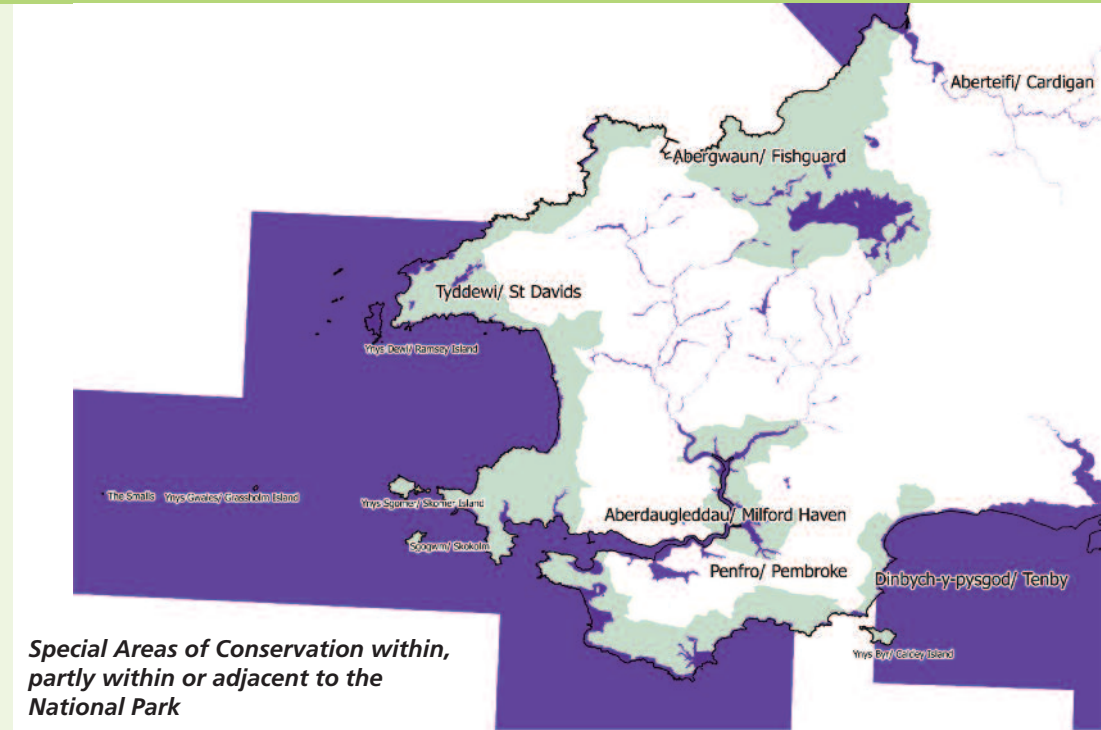 Aberteifi/ Cardigan
Abergwaun/ Fishguard
Tyddewi/ St Davids
Ynys Dewi/ Ramsey Island
The Smalls
Ynys Gwales/ Grassholm Island
Ynys Sgomer/ Skomer Island
Sgogwm/ Skokolm
Aberdaugleddau/ Milford Haven
Penfro/ Pembroke
Dinbych-y-pysgod/ Tenby
Ynys Byr/ Caldey Island
Special Areas of Conservation within,
partly within or adjacent to the
National Park